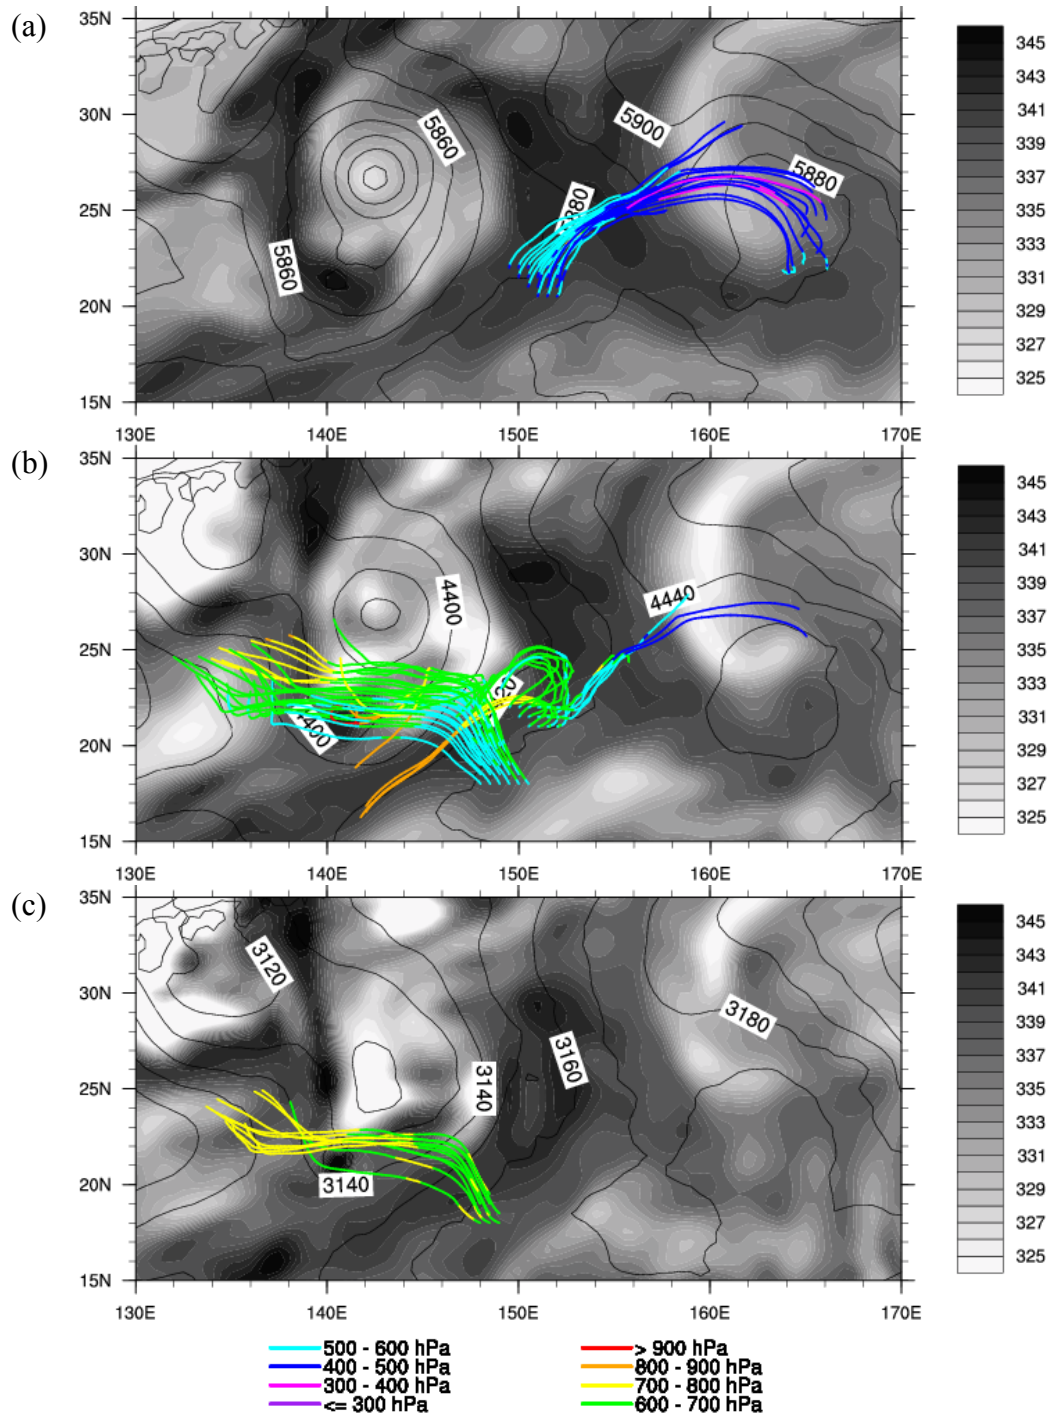 (a)
35N
30N
25N
20N
15N
130E 140E 150E 160E 170E
5860
5860
5900
5880
5880
345
343
341
339
337
335
333
331
329
327
325
(b)
35N
30N
25N
20N
15N
130E 140E 150E 160E 170E
4400
4440
4400
345
343
341
339
337
335
333
331
329
327
325
(c)
35N
30N
25N
20N
15N
130E 140E 150E 160E 170E
3120
3180
3160
3140
3140
345
343
341
339
337
335
333
331
329
327
325
500 - 600 hPa
400 - 500 hPa
300 - 400 hPa
<= 300 hPa
> 900 hPa
800 - 900 hPa
700 - 800 hPa
600 - 700 hPa